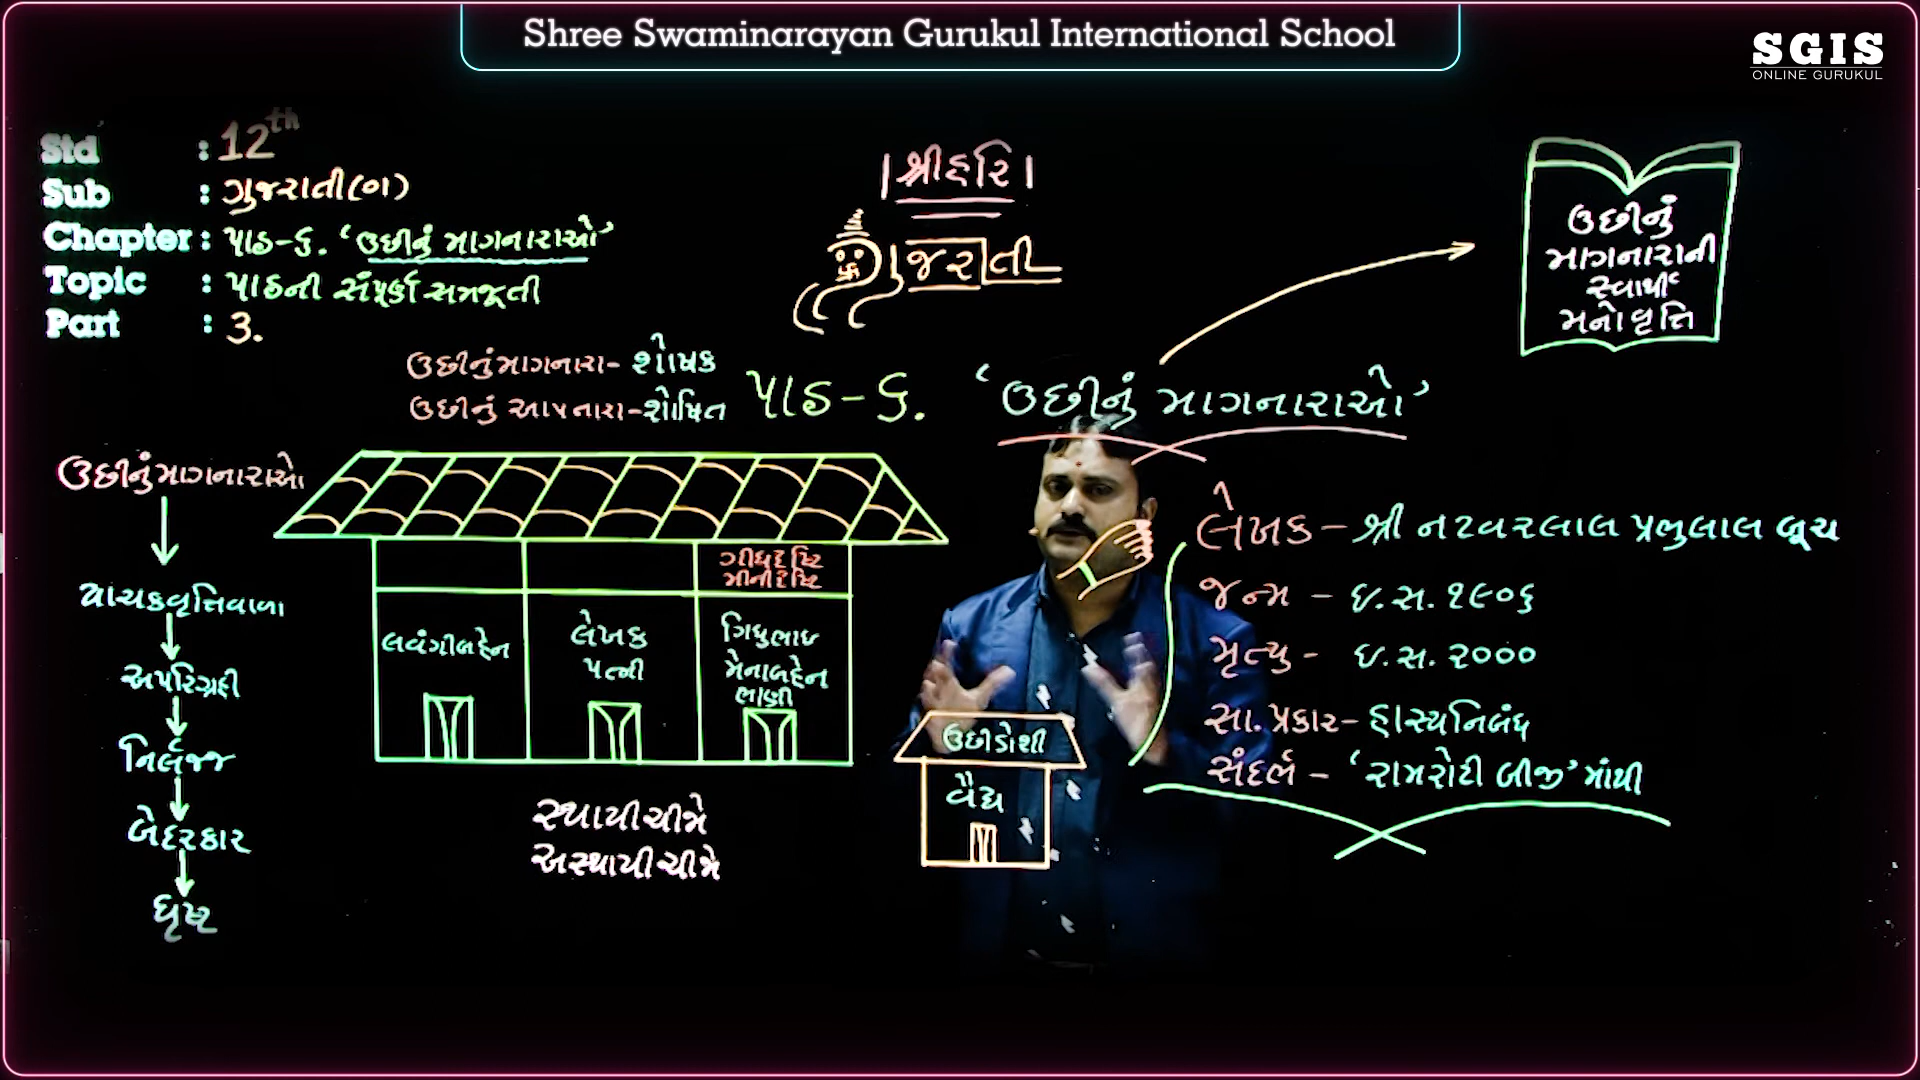 Shree Swaminarayan Gurukul International School
SGIS
ONLINE GURUKUL
Std : 12th
Sub : ગુજરાતી(૦૧)
Chapter : પાઠ-૬. ‘ઉછીનું માગનારાઓ’
Topic : પાઠની સંપૂર્ણ સમજૂતી
Part : 3.
|શ્રીહરિ|
ગુજરાતી
ઉછીનું
માગનારાની
સ્વાર્થી
મનોવૃત્તિ
ઉછીનું માગનારા- શોષક
ઉછીનું આપનારા-શોષિત
પાઠ-૬. ‘ઉછીનું માગનારાઓ’
ઉછીનું માગનારાઓ
યાચકવૃત્તિવાળા
અપરિગ્રહી
નિર્લજ્જ
બેદરકાર
ધૃષ્ટ
ગીધદૃષ્ટિ
મીનીદૃષ્ટિ
લવંગીબહેન
લેખક
પત્ની
ગિધુભાઇ
મેનાબહેન
ભાણી
સ્થાયી ચીજો
અસ્થાયી ચીજો
ઉછીડોશી
વૈદ્ય
લેખક - શ્રી નટવરલાલ પ્રભુલાલ બૂચ
જન્મ - ઇ.સ. ૧૯૦૬
મૃત્યુ - ઇ.સ. ૨૦૦૦
સા. પ્રકાર - હાસ્યનિબંધ
સંદર્ભ - ‘રામરોટી બીજી’ માંથી